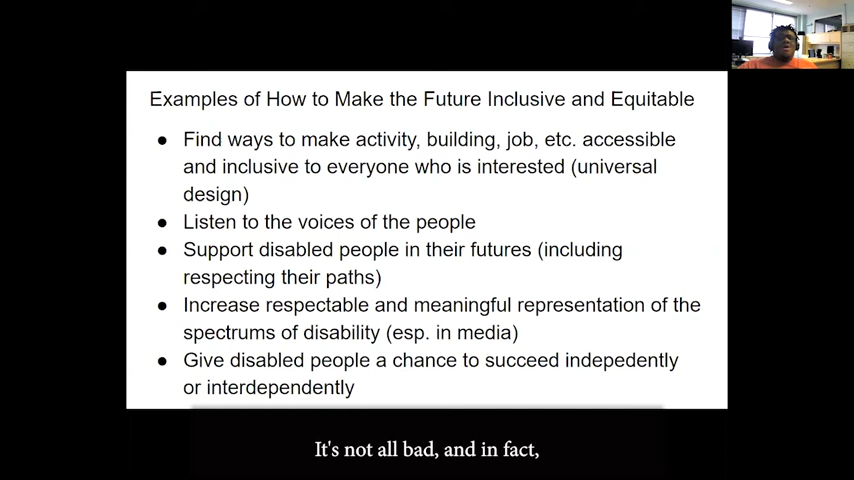 Examples of How to Make the Future Inclusive and Equitable
● Find ways to make activity, building, job, etc. accessible
and inclusive to everyone who is interested (universal
design)
● Listen to the voices of the people
● Support disabled people in their futures (including
respecting their paths)
● Increase respectable and meaningful representation of the
spectrums of disability (esp. in media)
● Give disabled people a chance to succeed indepedently
or interdependently
It's not all bad, and in fact,